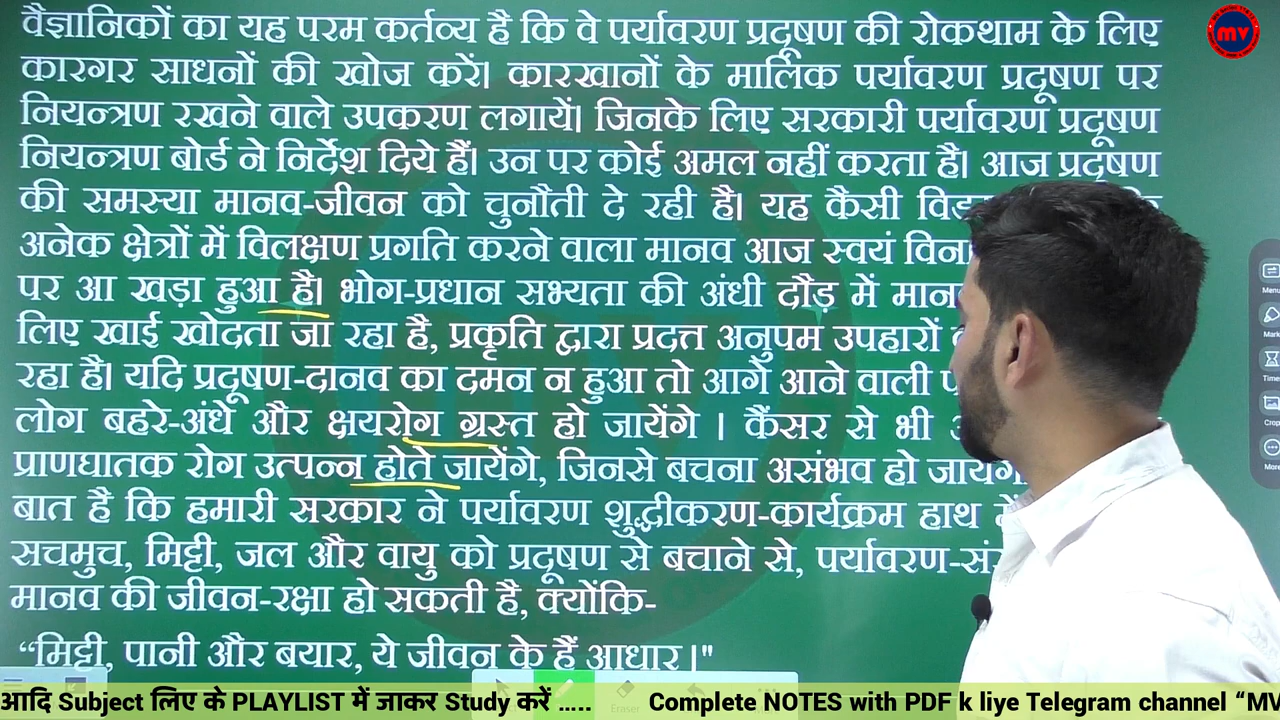 वैज्ञानिकों का यह परम कर्तव्य है कि वे पर्यावरण प्रदूषण की रोकथाम के लिए
कारगर साधनों की खोज करें। कारखानों के मालिक पर्यावरण प्रदूषण पर
नियन्त्रण रखने वाले उपकरण लगायें। जिनके लिए सरकारी पर्यावरण प्रदूषण
नियन्त्रण बोर्ड ने निर्देश दिये हैं। उन पर कोई अमल नहीं करता है। आज प्रदूषण
की समस्या मानव-जीवन को चुनौती दे रही है। यह कैसी
अनेक क्षेत्रों में विलक्षण प्रगति करने वाला मानव आज स्वयं
पर आ खड़ा हुआ है। भोग-प्रधान सभ्यता की अंधी दौड़ में
लिए खाई खोदता जा रहा है, प्रकृति द्वारा प्रदत्त अनुपम उपहारों
रहा है। यदि प्रदूषण-दानव का दमन न हुआ तो आगे आने वाली
लोग बहरे-अंधे और क्षयरोग ग्रस्त हो जायेंगे । कैंसर से भी
प्राणघातक रोग उत्पन्न होते जायेंगे, जिनसे बचना असंभव हो
बात है कि हमारी सरकार ने पर्यावरण शुद्धीकरण-कार्यक्रम हाथ
सचमुच, मिट्टी, जल और वायु को प्रदूषण से बचाने से,
मानव की जीवन-रक्षा हो सकती है, क्योंकि-
“मिट्टी, पानी और बयार, ये जीवन के हैं आधार ।"
mv
Menu
Time
Crop
More
Eraser
आदि Subject लिए के PLAYLIST में जाकर Study करें ….. Complete NOTES with PDF k liye Telegram channel “MV